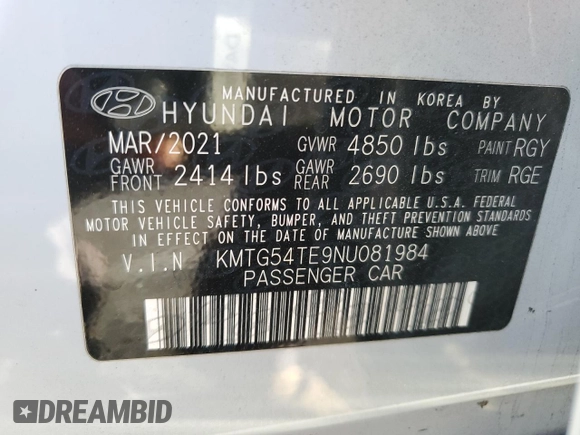 MANUFACTURED IN KOREA BY
HYUNDAI MOTOR COMPANY
MAR/2021 GVWR 4850 lbs PAINT RGY
GAWR FRONT 2414 lbs GAWR REAR 2690 lbs TRIM RGE
THIS VEHICLE CONFORMS TO ALL APPLICABLE U.S.A. FEDERAL
MOTOR VEHICLE SAFETY, BUMPER, AND THEFT PREVENTION STANDARDS
IN EFFECT ON THE DATE OF MANUFACTURE SHOWN ABOVE.
V.I.N KMTG54TE9NU081984
PASSENGER CAR
DREAMBID